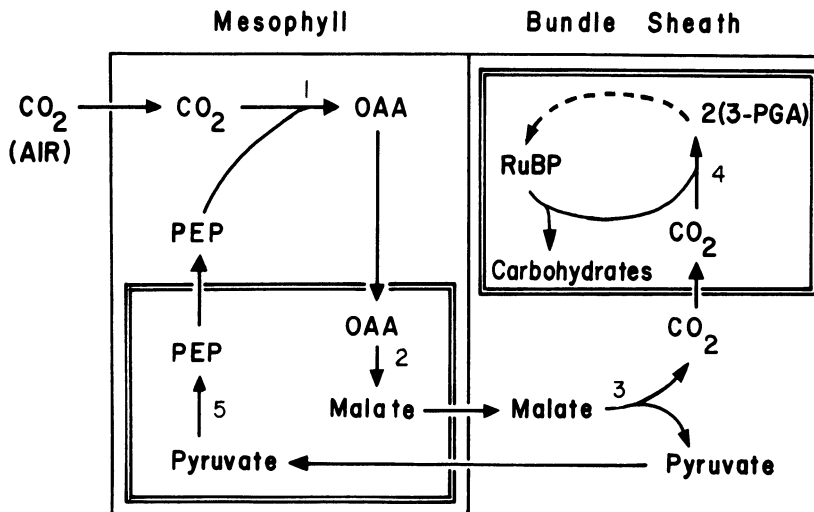 Mesophyll
Bundle Sheath
CO2
(AIR)
CO2
1
OAA
PEP
2(3-PGA)
RuBP
4
CO2
Carbohydrates
OAA
PEP
2
5
Malate
Pyruvate
CO2
Malate
3
Pyruvate